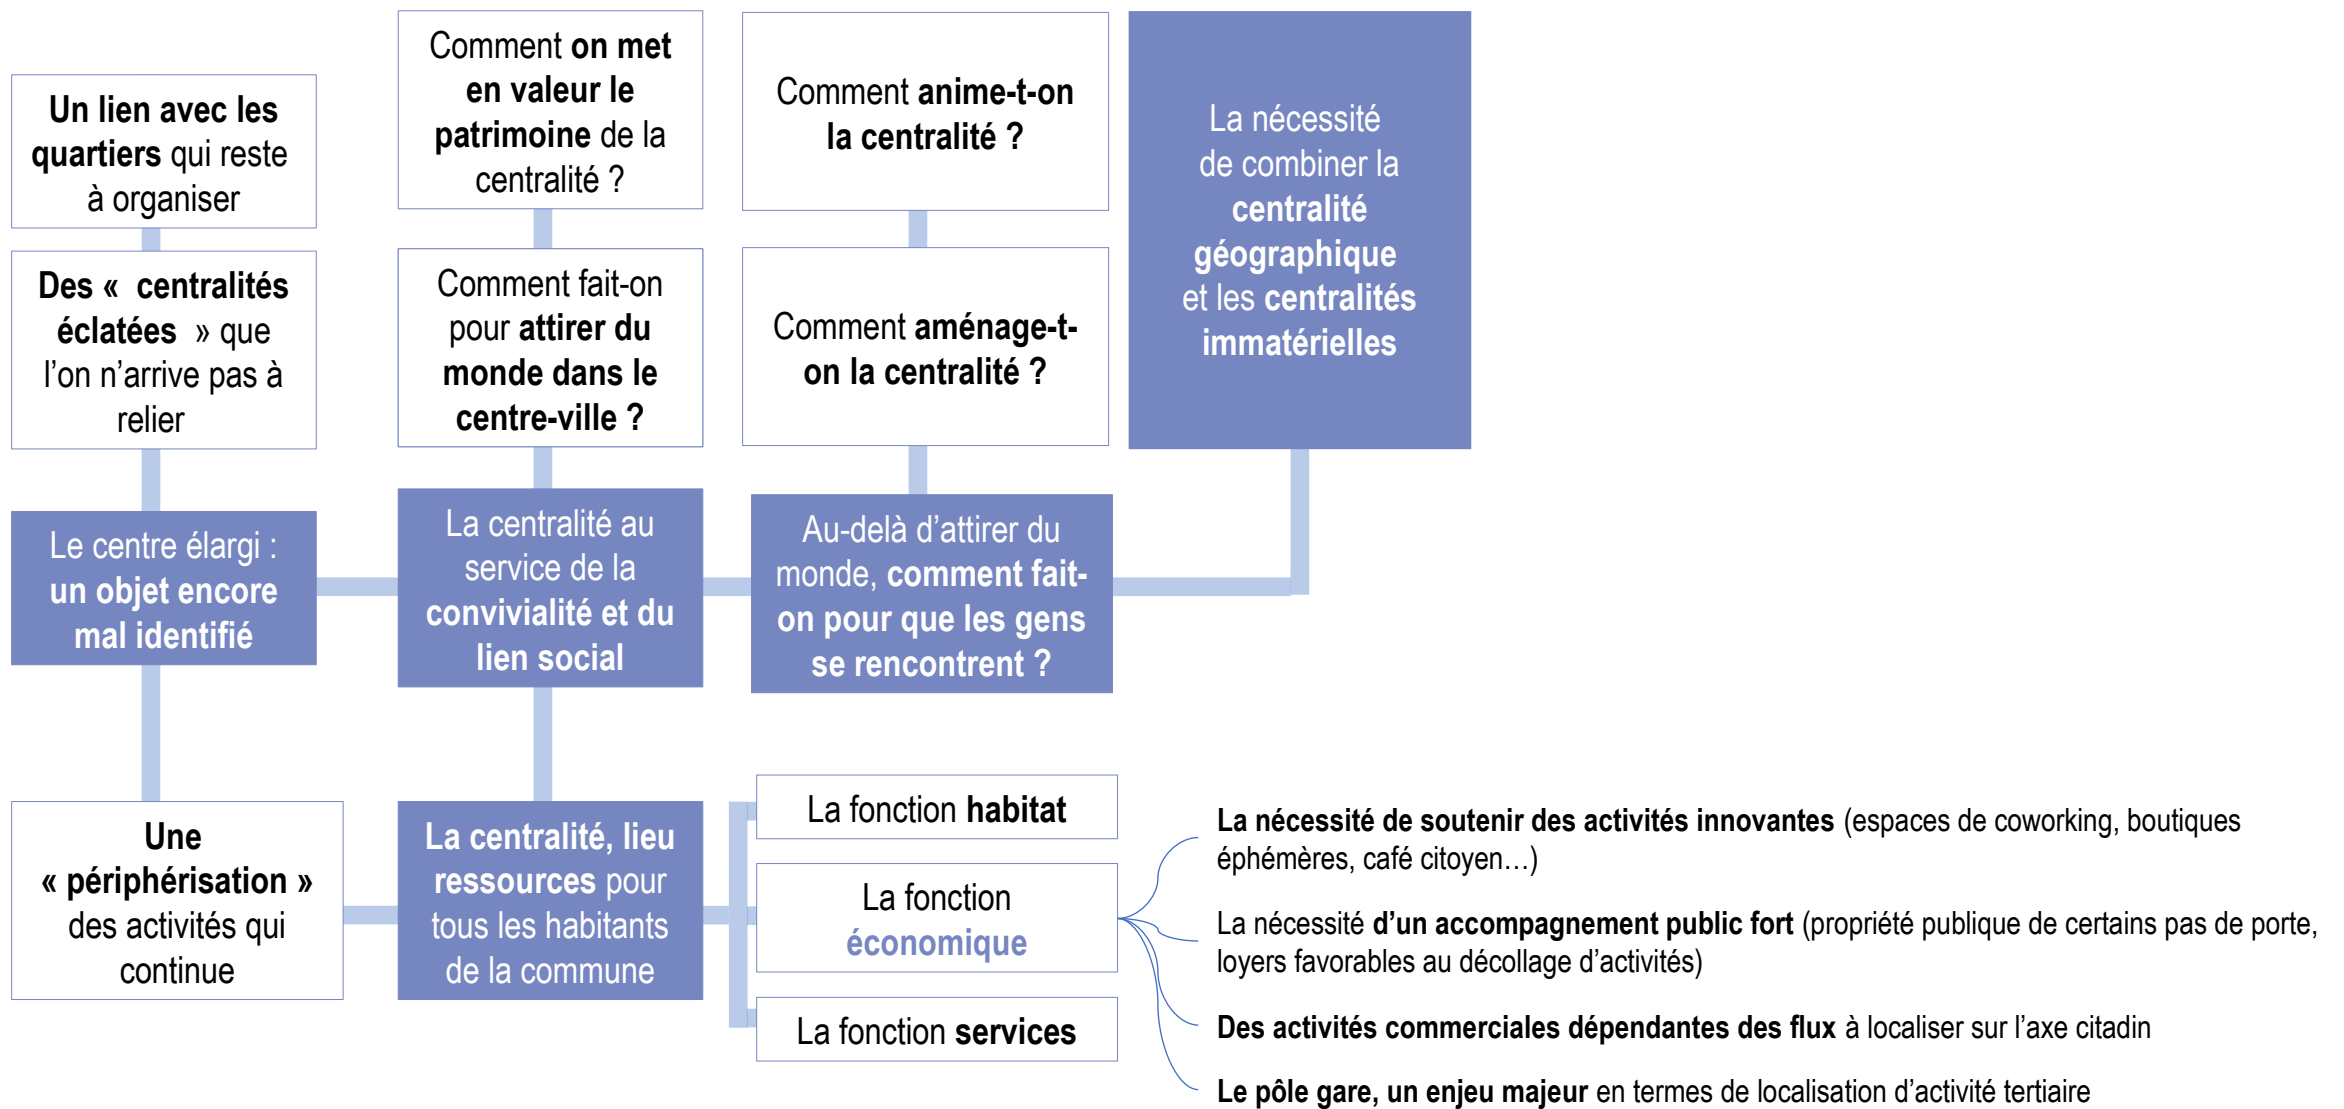 Un lien avec les
quartiers qui reste
à organiser
Des «  centralités
éclatées  » que
l’on n’arrive pas à
relier
Le centre élargi :
un objet encore
mal identifié
Une
« périphérisation »
des activités qui
continue
Comment on met
en valeur le
patrimoine de la
centralité ?
Comment fait-on
pour attirer du
monde dans le
centre-ville ?
La centralité au
service de la
convivialité et du
lien social
La centralité, lieu
ressources pour
tous les habitants
de la commune
Comment anime-t-on
la centralité ?
Comment aménage-t-
on la centralité ?
Au-delà d’attirer du
monde, comment fait-
on pour que les gens
se rencontrent ?
La nécessité
de combiner la
centralité
géographique
et les centralités
immatérielles
La fonction habitat
La fonction
économique
La fonction services
La nécessité de soutenir des activités innovantes (espaces de coworking, boutiques
éphémères, café citoyen…)
La nécessité d’un accompagnement public fort (propriété publique de certains pas de porte,
loyers favorables au décollage d’activités)
Des activités commerciales dépendantes des flux à localiser sur l’axe citadin
Le pôle gare, un enjeu majeur en termes de localisation d’activité tertiaire